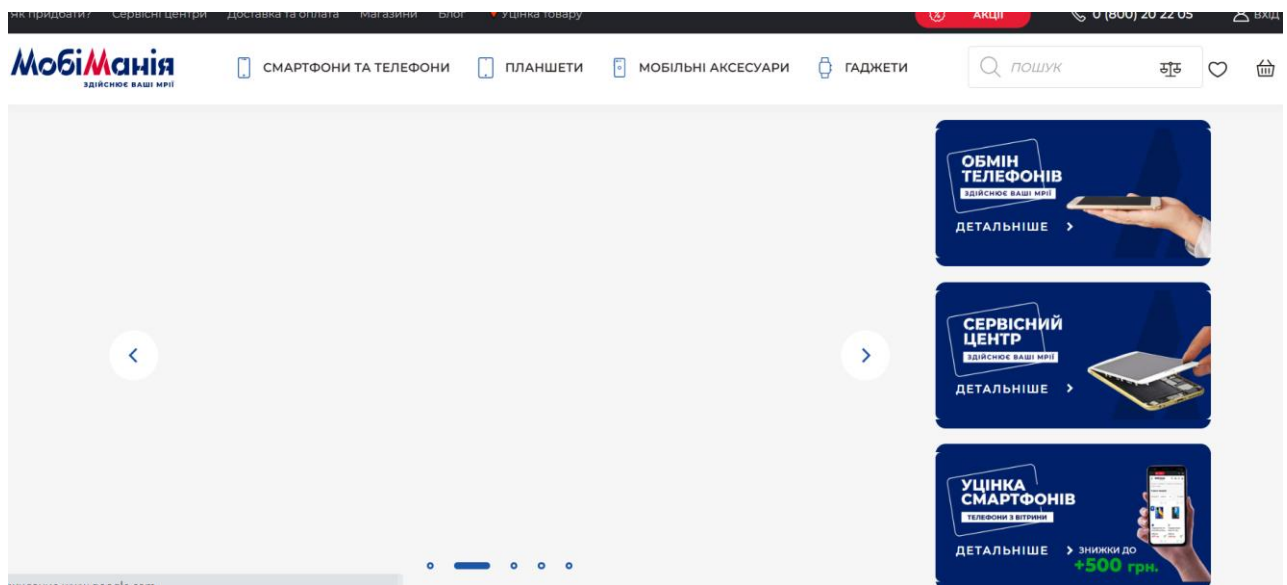 Як придбати? Сервісні центри Доставка та оплата Магазини Блог Уцінка товару Акції 0 (800) 20 22 05 Вхід
МобіМанія
ЗДІЙСНЮЄ ВАШІ МРІЇ
СМАРТФОНИ ТА ТЕЛЕФОНИ ПЛАНШЕТИ МОБІЛЬНІ АКСЕСУАРИ ГАДЖЕТИ ПОШУК
ОБМІН
ТЕЛЕФОНІВ
ЗДІЙСНЮЄ ВАШІ МРІЇ
ДЕТАЛЬНІШЕ
СЕРВІСНИЙ
ЦЕНТР
ЗДІЙСНЮЄ ВАШІ МРІЇ
ДЕТАЛЬНІШЕ
УЦІНКА
СМАРТФОНІВ
ТЕЛЕФОНИ З ВІТРИНИ
ДЕТАЛЬНІШЕ
ЗНИЖКИ ДО
+500 грн.